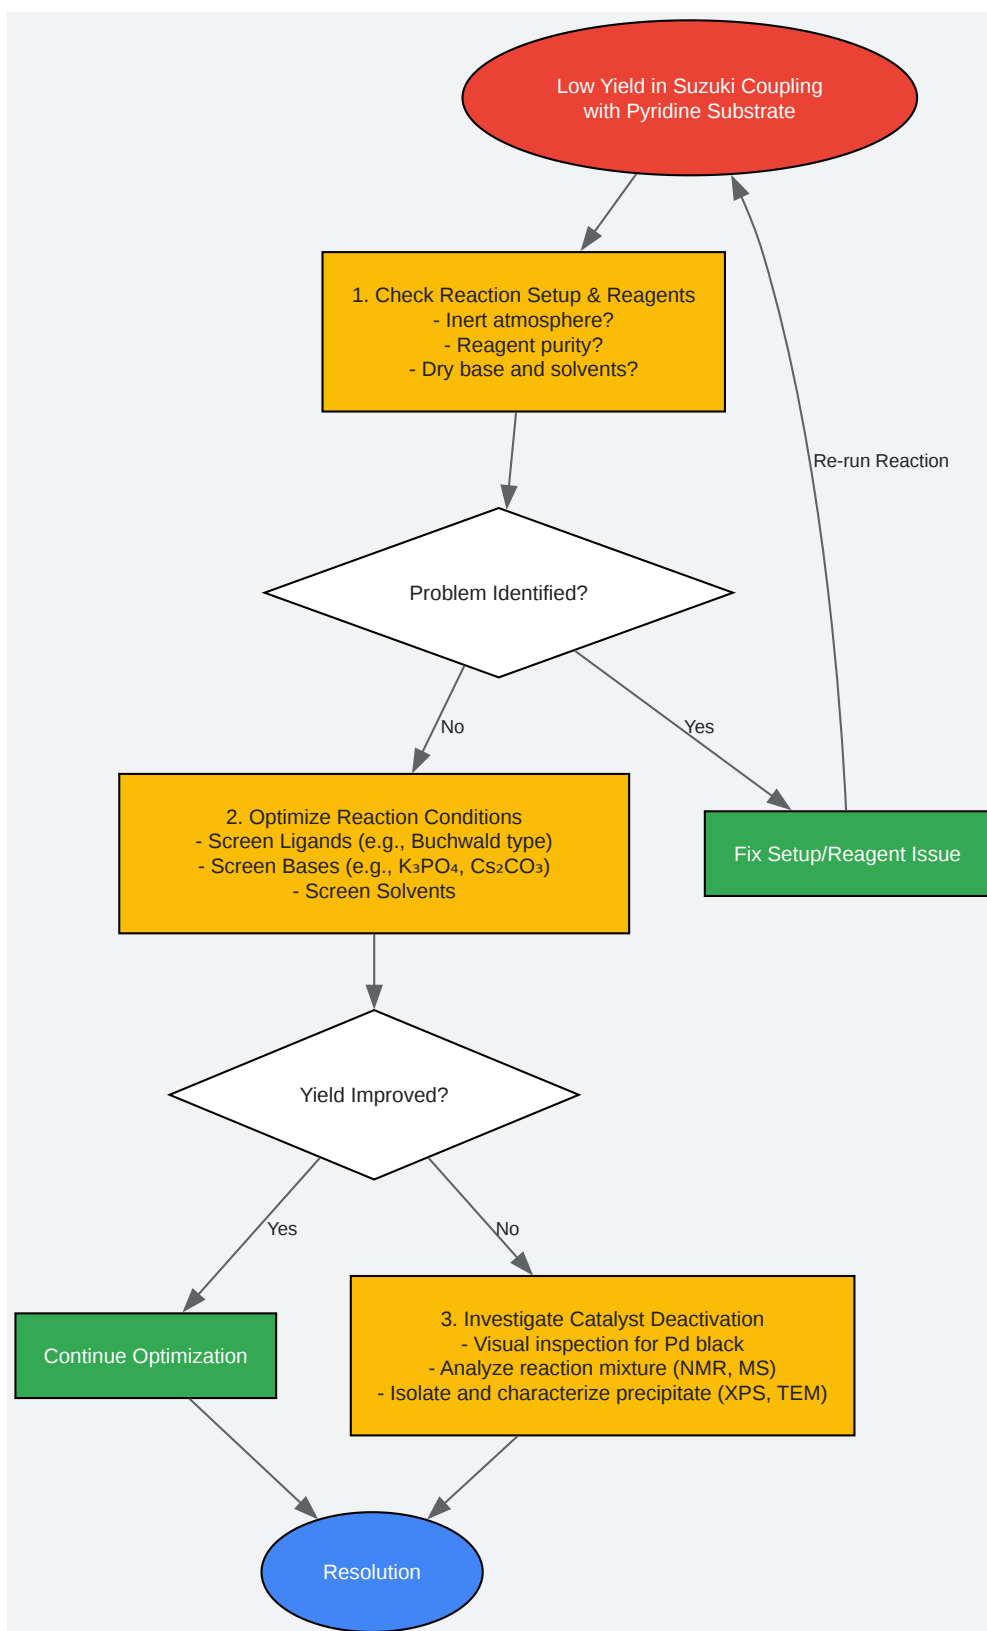 Low Yield in Suzuki Coupling
with Pyridine Substrate
1. Check Reaction Setup & Reagents
- Inert atmosphere?
- Reagent purity?
- Dry base and solvents?
Re-run Reaction
Problem Identified?
No
Yes
2. Optimize Reaction Conditions
- Screen Ligands (e.g., Buchwald type)
- Screen Bases (e.g., K₃PO₄, Cs₂CO₃)
- Screen Solvents
Fix Setup/Reagent Issue
Yield Improved?
Yes
No
Continue Optimization
3. Investigate Catalyst Deactivation
- Visual inspection for Pd black
- Analyze reaction mixture (NMR, MS)
- Isolate and characterize precipitate (XPS, TEM)
Resolution